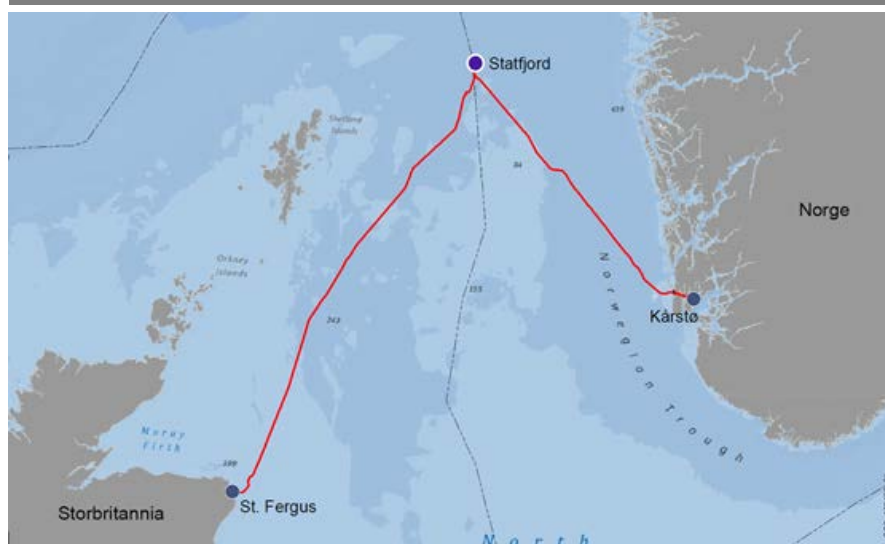 Statfjord
Shetland
Islands
Norge
Orkney
Islands
Norwegian Trough
Kårstø
Moray
Firth
St. Fergus
Storbritannia
North